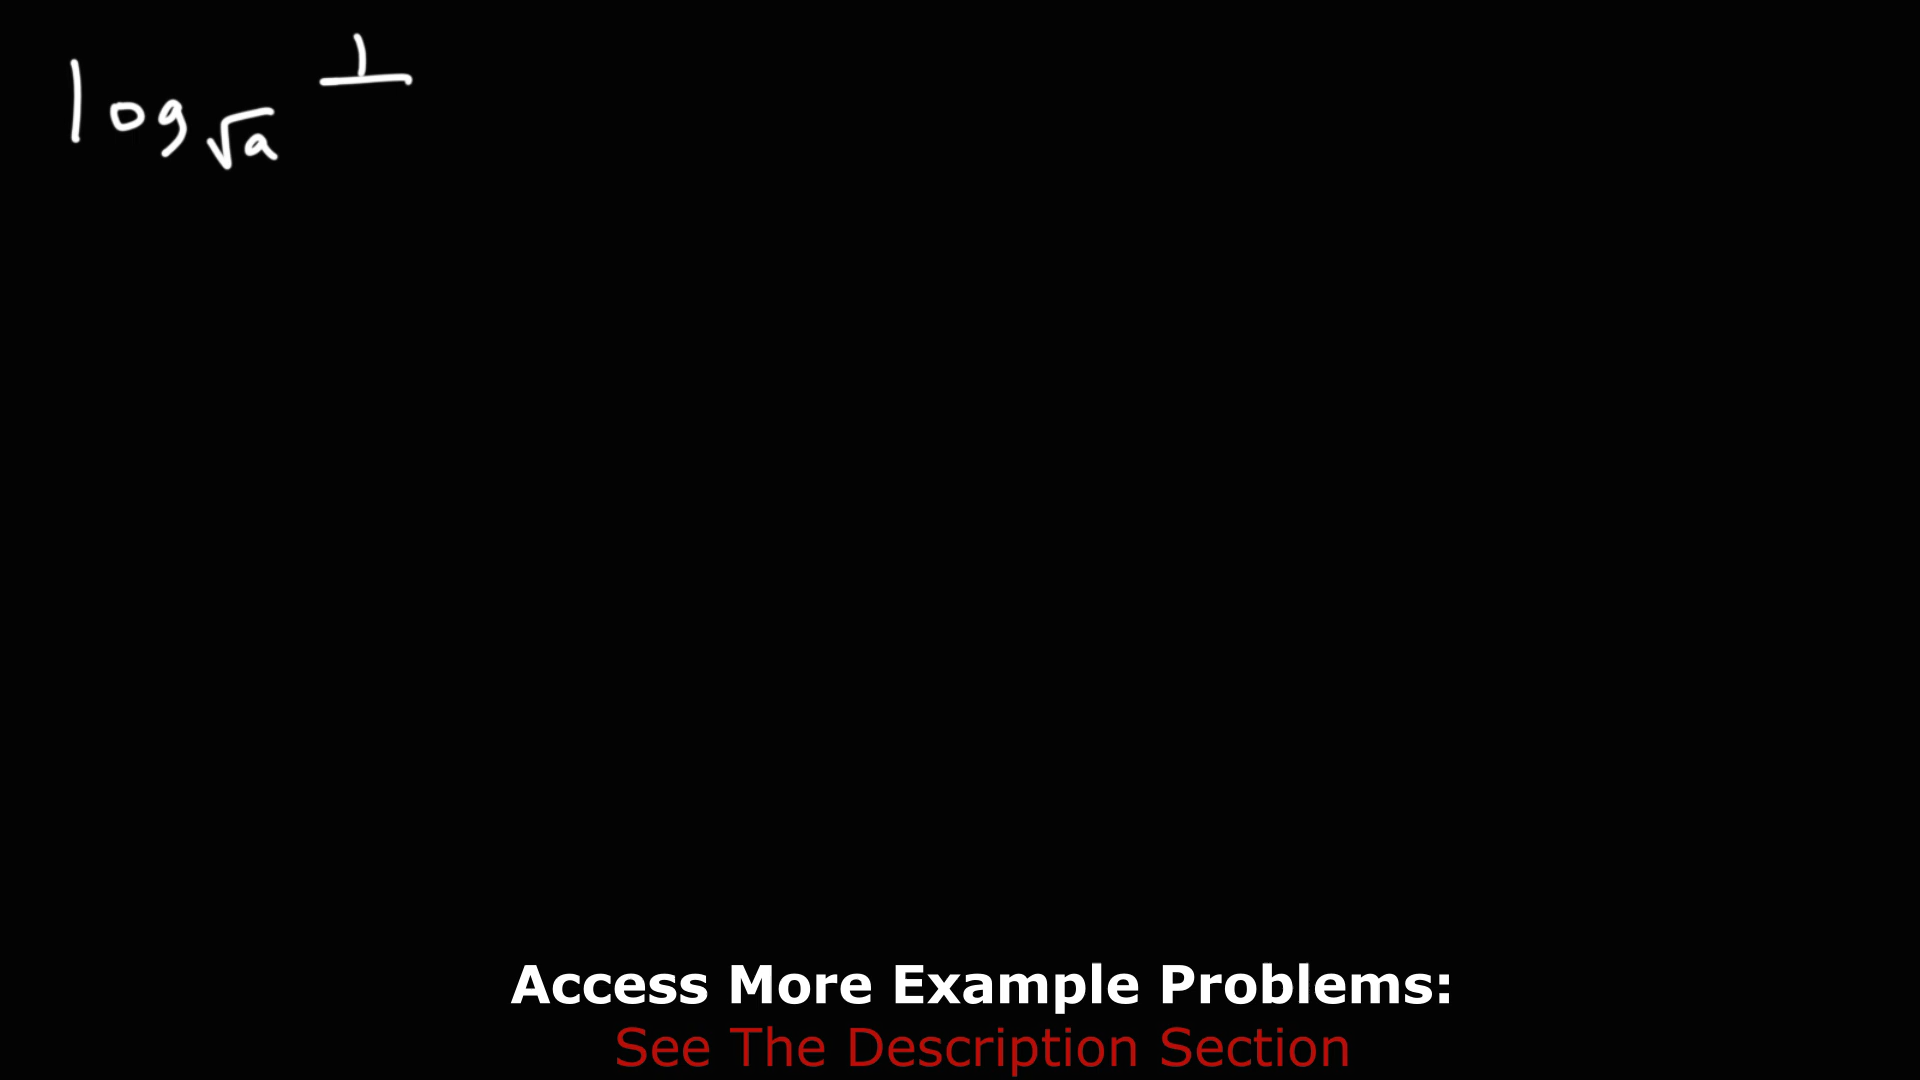 log √a 1/
Access More Example Problems:
See The Description Section